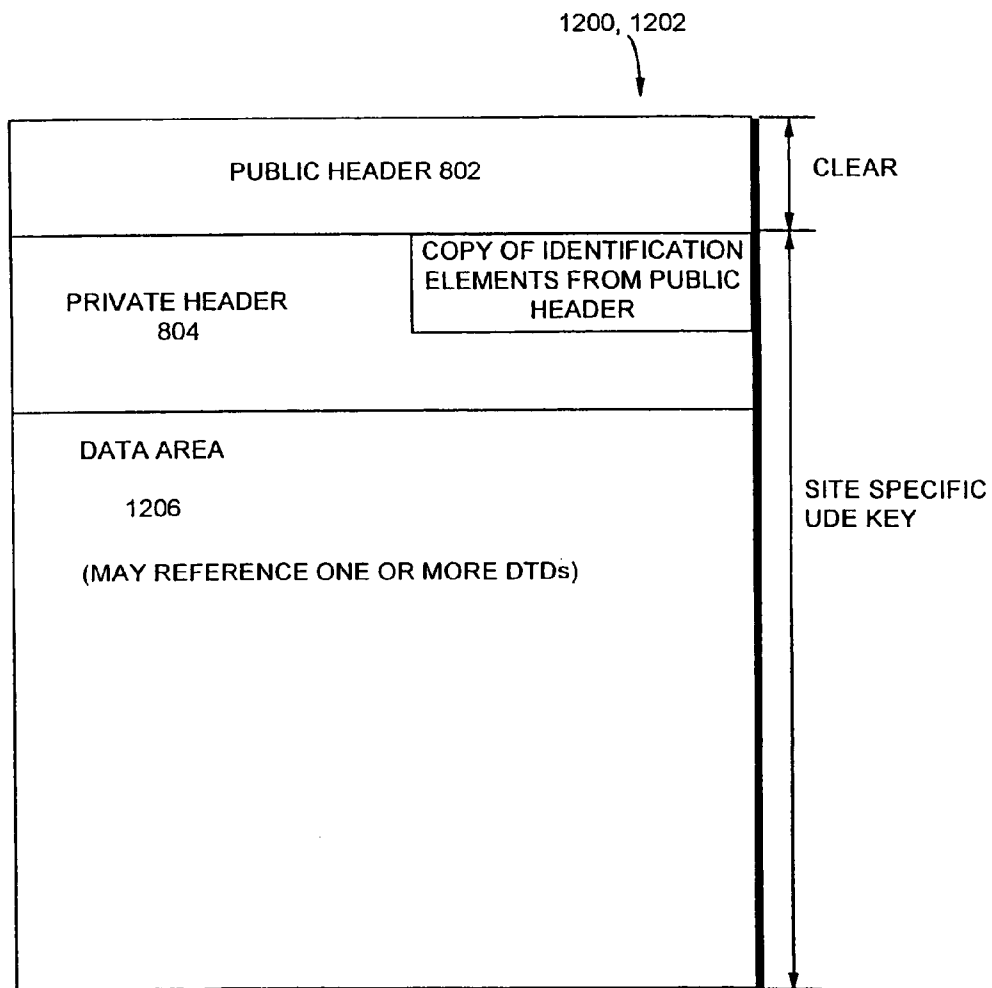 1200, 1202
PUBLIC HEADER 802
CLEAR
COPY OF IDENTIFICATION
ELEMENTS FROM PUBLIC
HEADER
PRIVATE HEADER
804
DATA AREA
1206
(MAY REFERENCE ONE OR MORE DTDs)
SITE SPECIFIC
UDE KEY